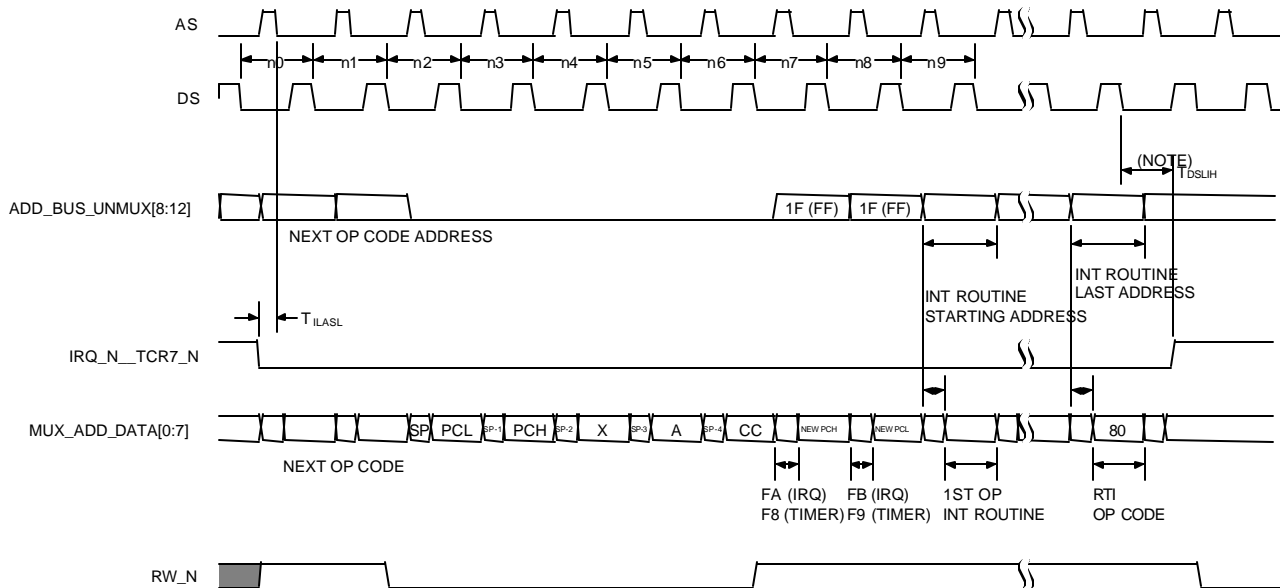 AS
n0 n1 n2 n3 n4 n5 n6 n7 n8 n9
DS
(NOTE)
TDSLIH
ADD_BUS_UNMUX[8:12]
1F (FF) 1F (FF)
NEXT OP CODE ADDRESS
INT ROUTINE
STARTING ADDRESS
INT ROUTINE
LAST ADDRESS
TILASL
IRQ_N__TCR7_N
MUX_ADD_DATA[0:7]
SP PCL SP-1 PCH SP-2 X SP-3 A SP-4 CC NEW PCH NEW PCL 80
NEXT OP CODE
FA (IRQ)
F8 (TIMER)
FB (IRQ)
F9 (TIMER)
1ST OP
INT ROUTINE
RTI
OP CODE
RW_N